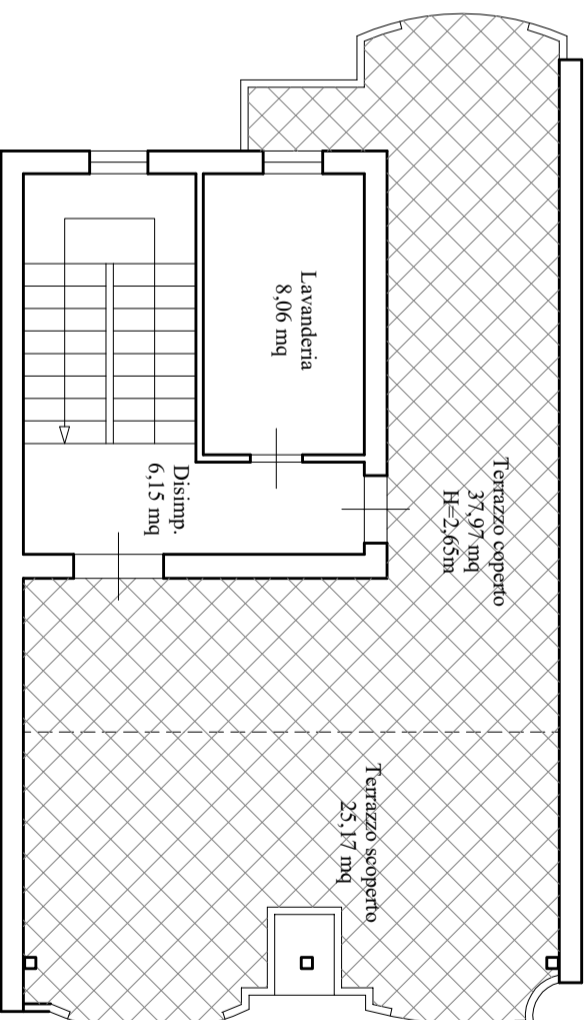 Lavanderia
8,06 mq
Disimp.
6,15 mq
Terrazzo coperto
37,97 mq
H=2,65m
Terrazzo scoperto
25,17 mq